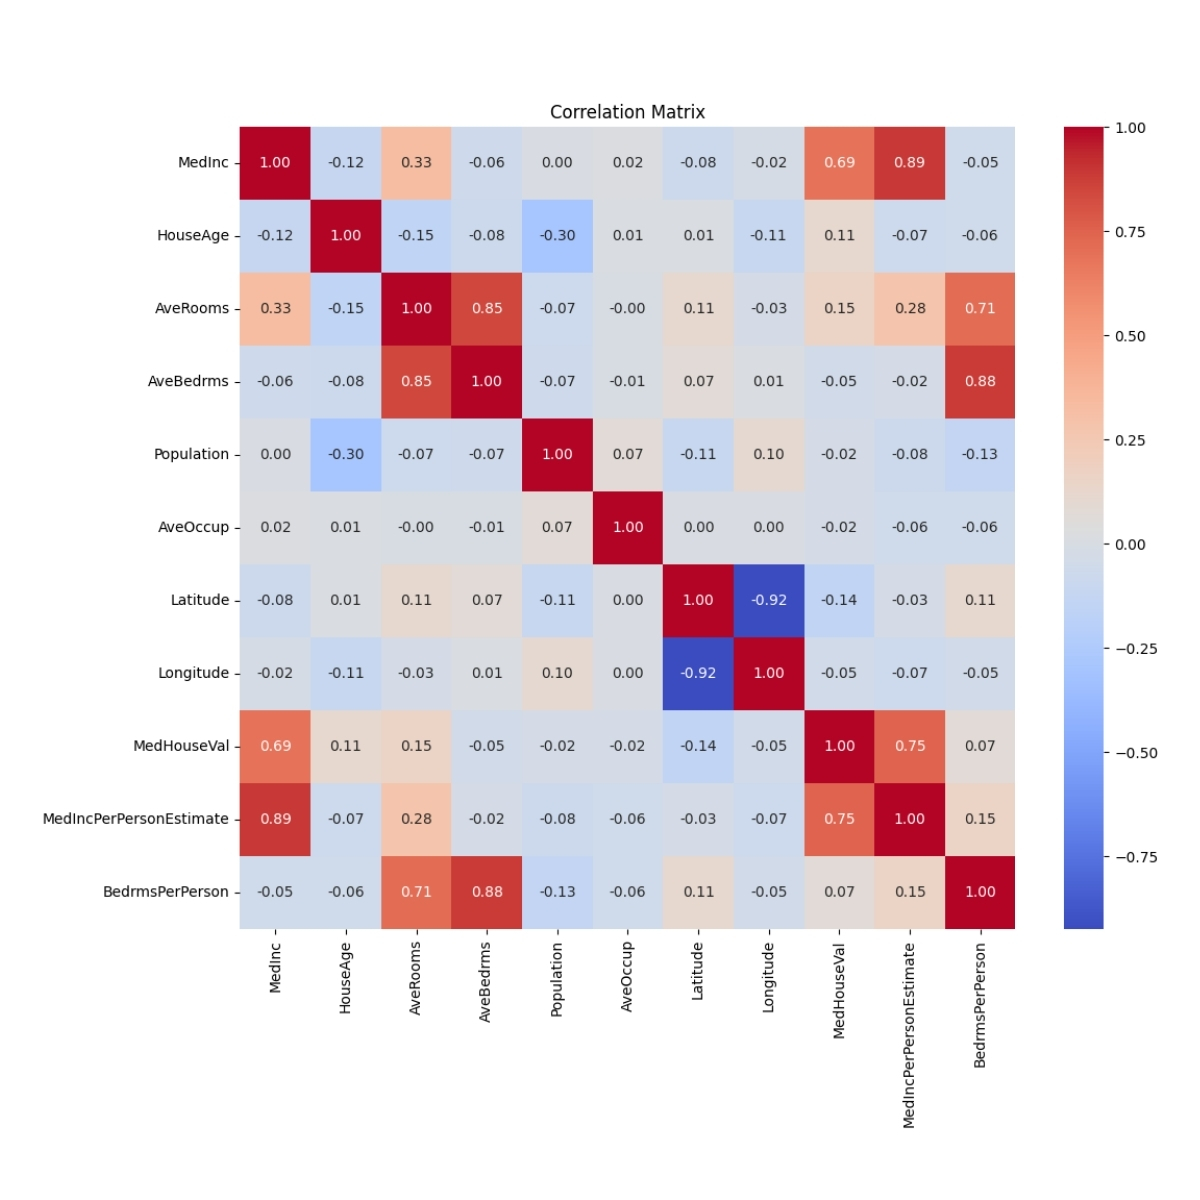 Correlation Matrix
MedInc 1.00 -0.12 0.33 -0.06 0.00 0.02 -0.08 -0.02 0.69 0.89 -0.05
HouseAge -0.12 1.00 -0.15 -0.08 -0.30 0.01 0.01 -0.11 0.11 -0.07 -0.06
AveRooms 0.33 -0.15 1.00 0.85 -0.07 -0.00 0.11 -0.03 0.15 0.28 0.71
AveBedrms -0.06 -0.08 0.85 1.00 -0.07 -0.01 0.07 0.01 -0.05 -0.02 0.88
Population 0.00 -0.30 -0.07 -0.07 1.00 0.07 -0.11 0.10 -0.02 -0.08 -0.13
AveOccup 0.02 0.01 -0.00 -0.01 0.07 1.00 0.00 0.00 -0.02 -0.06 -0.06
Latitude -0.08 0.01 0.11 0.07 -0.11 0.00 1.00 -0.92 -0.14 -0.03 0.11
Longitude -0.02 -0.11 -0.03 0.01 0.10 0.00 -0.92 1.00 -0.05 -0.07 -0.05
MedHouseVal 0.69 0.11 0.15 -0.05 -0.02 -0.02 -0.14 -0.05 1.00 0.75 0.07
MedIncPerPersonEstimate 0.89 -0.07 0.28 -0.02 -0.08 -0.06 -0.03 -0.07 0.75 1.00 0.15
BedrmsPerPerson -0.05 -0.06 0.71 0.88 -0.13 -0.06 0.11 -0.05 0.07 0.15 1.00
MedInc
HouseAge
AveRooms
AveBedrms
Population
AveOccup
Latitude
Longitude
MedHouseVal
MedIncPerPersonEstimate
BedrmsPerPerson
1.00
0.75
0.50
0.25
0.00
−0.25
−0.50
−0.75